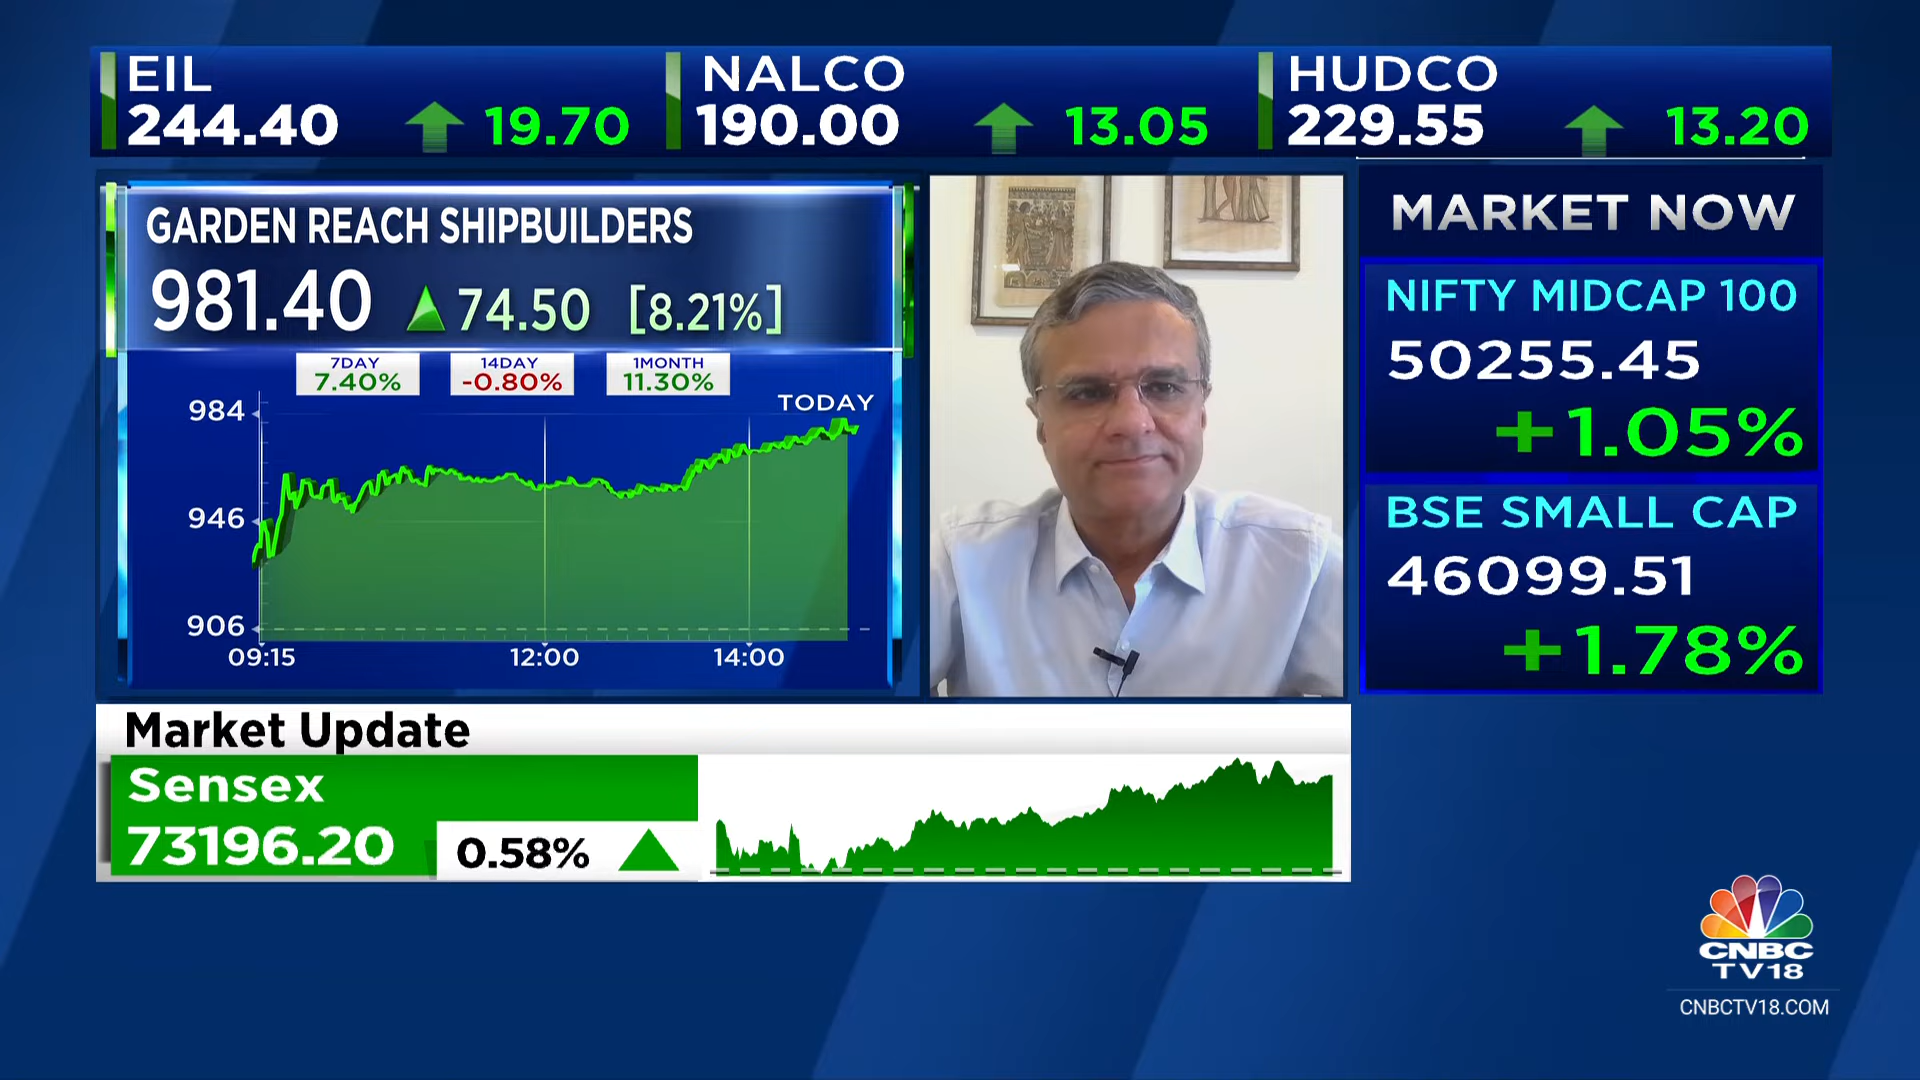 EIL
244.40 19.70
NALCO
190.00 13.05
HUDCO
229.55 13.20
GARDEN REACH SHIPBUILDERS
981.40 74.50 [8.21%]
7DAY
7.40%
14DAY
-0.80%
1MONTH
11.30%
TODAY
984
946
906
09:15 12:00 14:00
MARKET NOW
NIFTY MIDCAP 100
50255.45
+1.05%
BSE SMALL CAP
46099.51
+1.78%
Market Update
Sensex
73196.20 0.58%
CNBC
TV18
CNBCTV18.COM